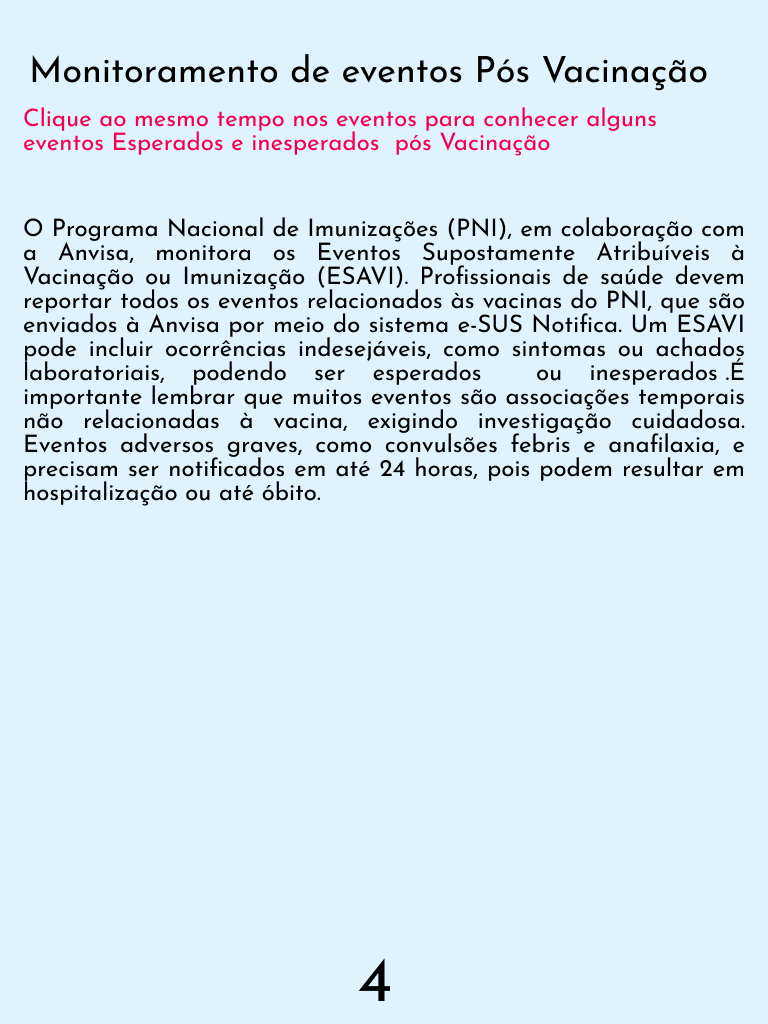 Monitoramento de eventos Pós Vacinação
Clique ao mesmo tempo nos eventos para conhecer alguns
eventos Esperados e inesperados pós Vacinação
O Programa Nacional de Imunizações (PNI), em colaboração com
a Anvisa, monitora os Eventos Supostamente Atribuíveis à
Vacinação ou Imunização (ESAVI). Profissionais de saúde devem
reportar todos os eventos relacionados às vacinas do PNI, que são
enviados à Anvisa por meio do sistema e-SUS Notifica. Um ESAVI
pode incluir ocorrências indesejáveis, como sintomas ou achados
laboratoriais, podendo ser esperados ou inesperados .É
importante lembrar que muitos eventos são associações temporais
não relacionadas à vacina, exigindo investigação cuidadosa.
Eventos adversos graves, como convulsões febris e anafilaxia, e
precisam ser notificados em até 24 horas, pois podem resultar em
hospitalização ou até óbito.
4